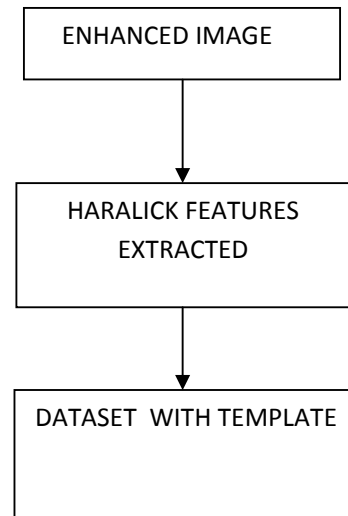 ENHANCED IMAGE
HARALICK FEATURES
EXTRACTED
DATASET WITH TEMPLATE